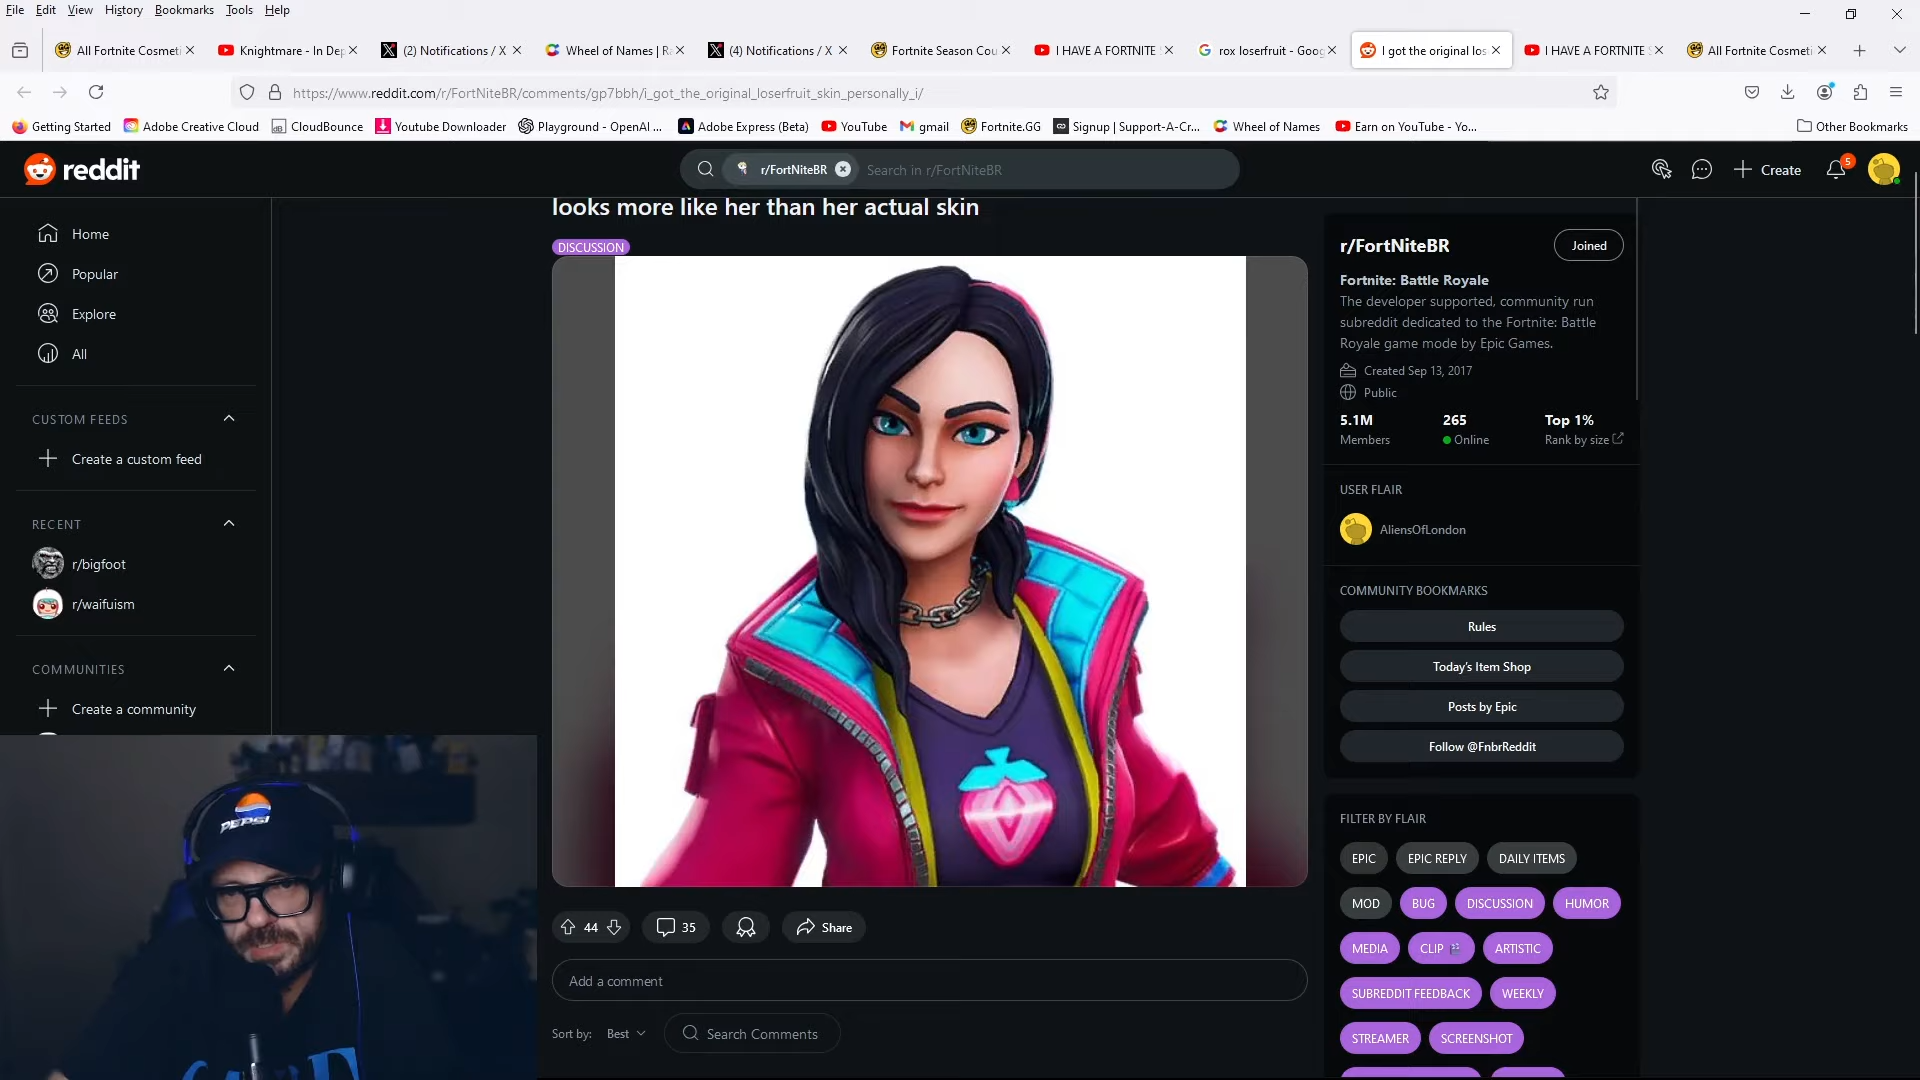 File Edit View History Bookmarks Tools Help
All Fortnite Cosmeti
Knightmare - In Dep
(2) Notifications / X
Wheel of Names | Ra
(4) Notifications / X
Fortnite Season Cou
I HAVE A FORTNITE S
rox loserfruit - Goog
I got the original los
I HAVE A FORTNITE S
All Fortnite Cosmeti
https://www.reddit.com/r/FortNiteBR/comments/gp7bbh/i_got_the_original_loserfruit_skin_personally_i/
Getting Started
Adobe Creative Cloud
CloudBounce
Youtube Downloader
Playground - OpenAI ...
Adobe Express (Beta)
YouTube
gmail
Fortnite.GG
Signup | Support-A-Cr...
Wheel of Names
Earn on YouTube - Yo...
Other Bookmarks
reddit
r/FortNiteBR
Search in r/FortNiteBR
Create
5
Home
Popular
Explore
All
CUSTOM FEEDS
Create a custom feed
RECENT
r/bigfoot
r/waifuism
COMMUNITIES
Create a community
looks more like her than her actual skin
DISCUSSION
44
35
Share
Add a comment
Sort by: Best
Search Comments
r/FortNiteBR
Joined
Fortnite: Battle Royale
The developer supported, community run
subreddit dedicated to the Fortnite: Battle
Royale game mode by Epic Games.
Created Sep 13, 2017
Public
5.1M 265 Top 1%
Members Online Rank by size
USER FLAIR
AliensOfLondon
COMMUNITY BOOKMARKS
Rules
Today's Item Shop
Posts by Epic
Follow @FnbrReddit
FILTER BY FLAIR
EPIC EPIC REPLY DAILY ITEMS
MOD BUG DISCUSSION HUMOR
MEDIA CLIP ARTISTIC
SUBREDDIT FEEDBACK WEEKLY
STREAMER SCREENSHOT
PEPSI